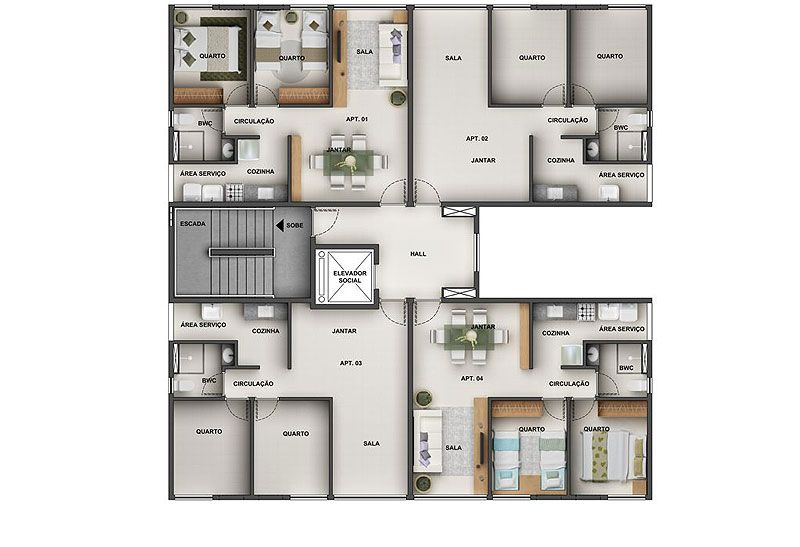 QUARTO
QUARTO
SALA
SALA
QUARTO
QUARTO
BWC
CIRCULAÇÃO
APT. 01
JANTAR
ÁREA SERVIÇO
COZINHA
APT. 02
JANTAR
CIRCULAÇÃO
BWC
COZINHA
ÁREA SERVIÇO
ESCADA
SOBE
HALL
ELEVADOR
SOCIAL
ÁREA SERVIÇO
COZINHA
JANTAR
BWC
CIRCULAÇÃO
APT. 03
QUARTO
QUARTO
SALA
JANTAR
COZINHA
ÁREA SERVIÇO
BWC
APT. 04
CIRCULAÇÃO
SALA
QUARTO
QUARTO